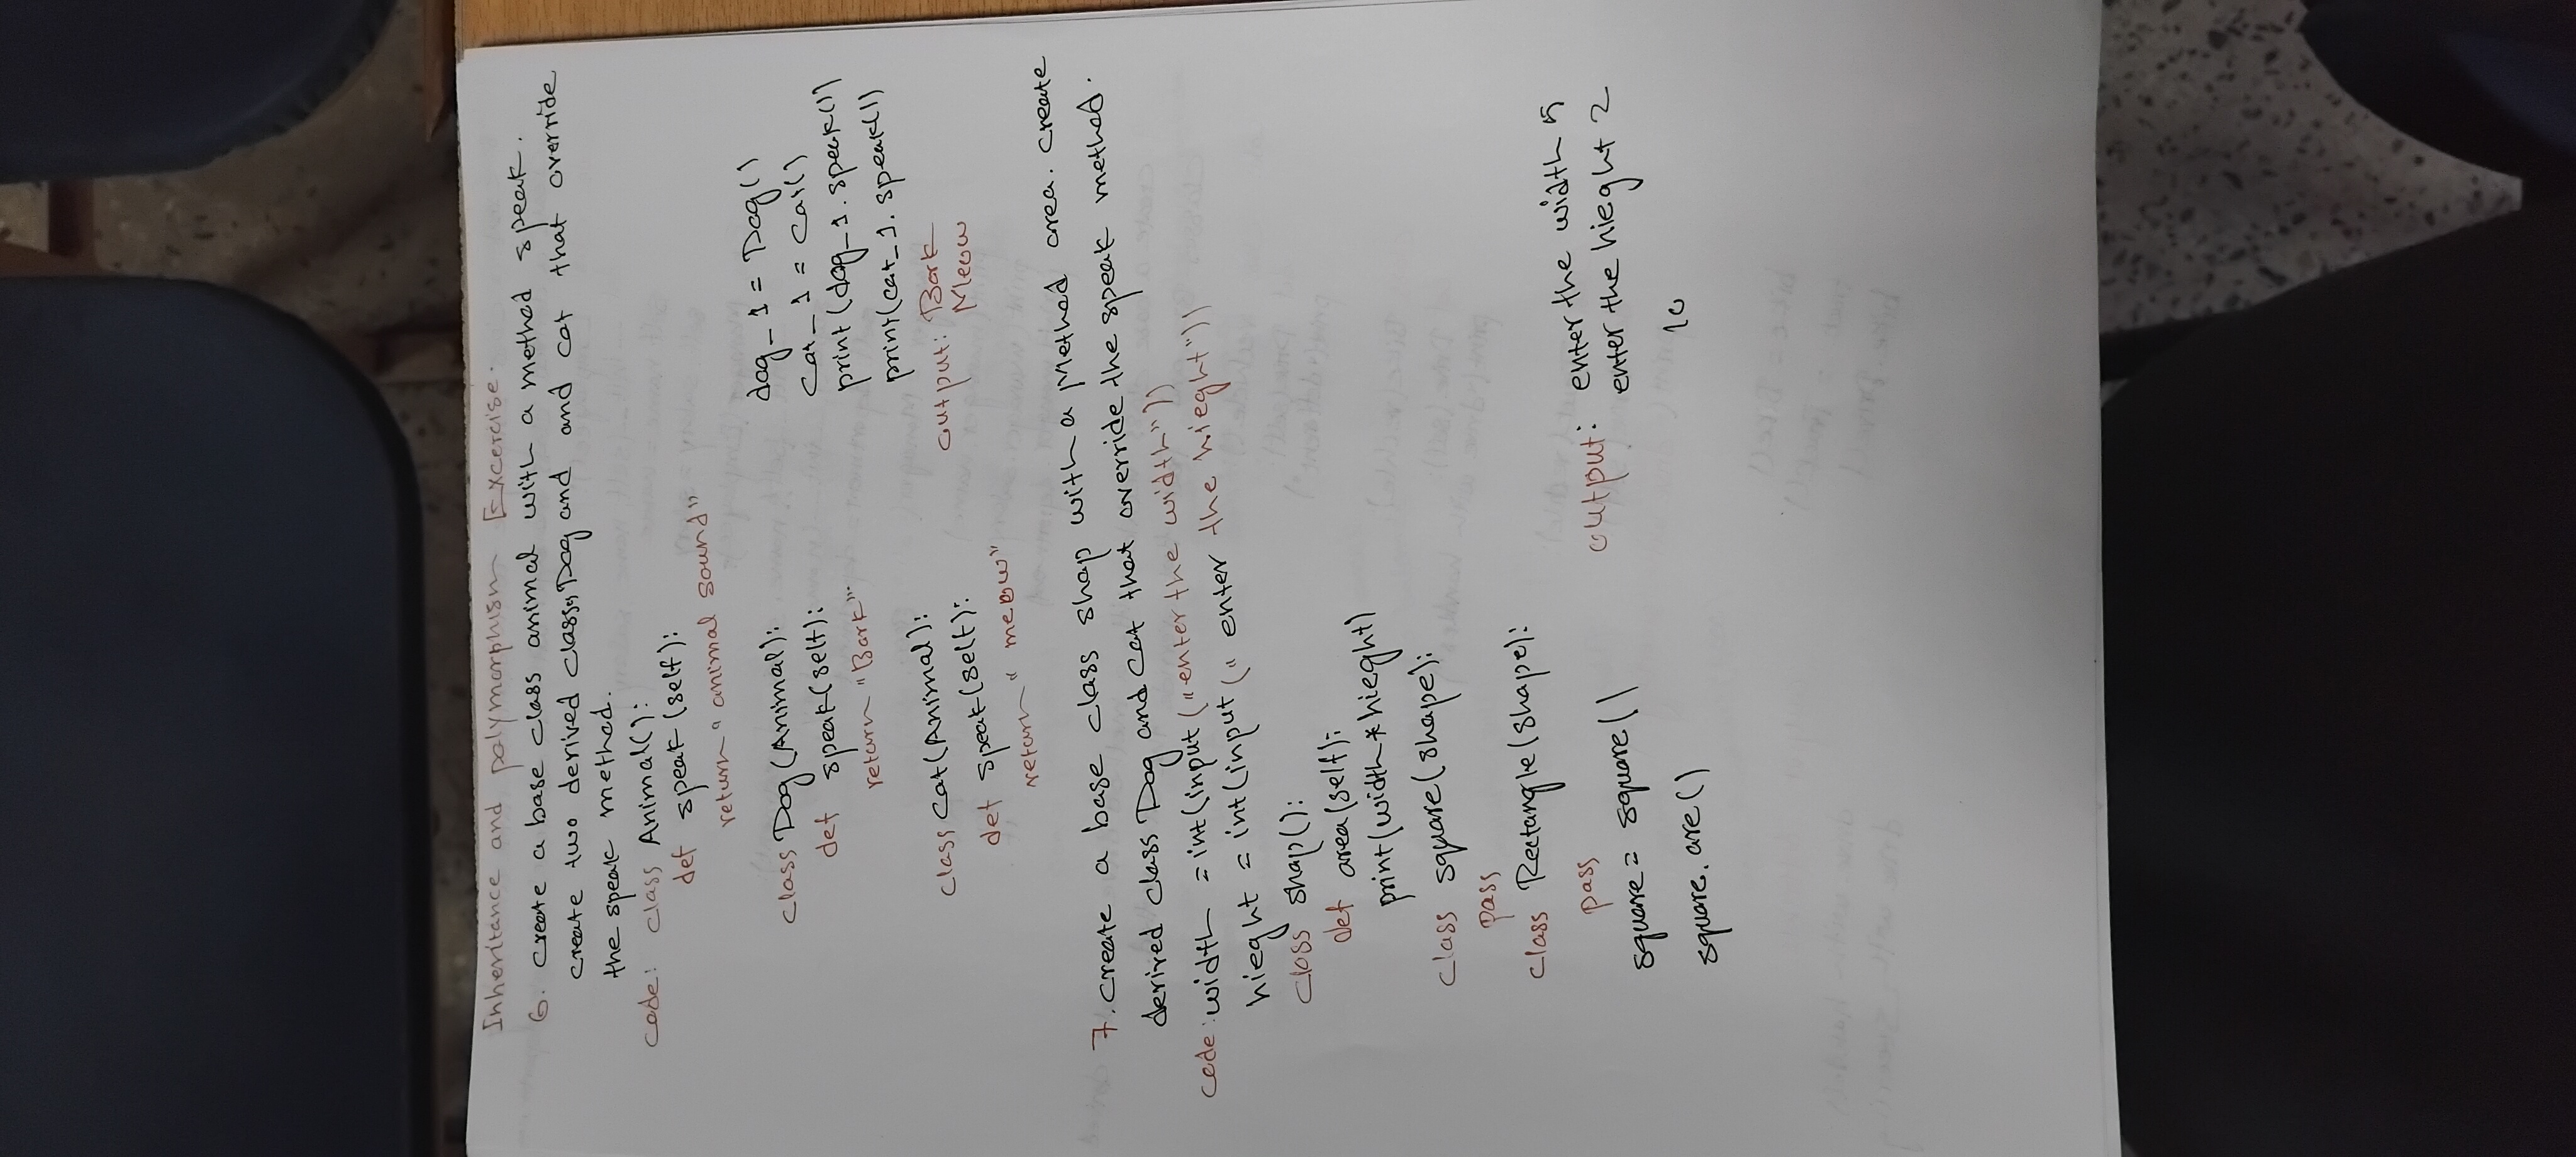 Inheritance and polymorphism Excercise.
6. create a base class animal with a method speak.
create two derived classes Dog and and cat that override
the speak method.
code: class Animal():
def speak (self):
return "animal sound"
class Dog (Animal):
def speak(self):
return "Bark"
class Cat(Animal):
def speak(self):
return "meow"
dog_1 = Dog()
cat_1 = Cat()
print (dog_1.speak())
print(cat_1.speak())
output: Bark
Meow
7. create a base class shap with a Method area. create
derived class Dog and cat that override the speak method.
code: width = int(input("enter the width"))
hieght = int(input(" enter the hieght"))
class shap():
def area(self):
print(width*hieght)
class square(shape):
pass
class Rectangle(shape):
pass
square = square()
square.are()
output: enter the width 5
enter the hieght 2
10